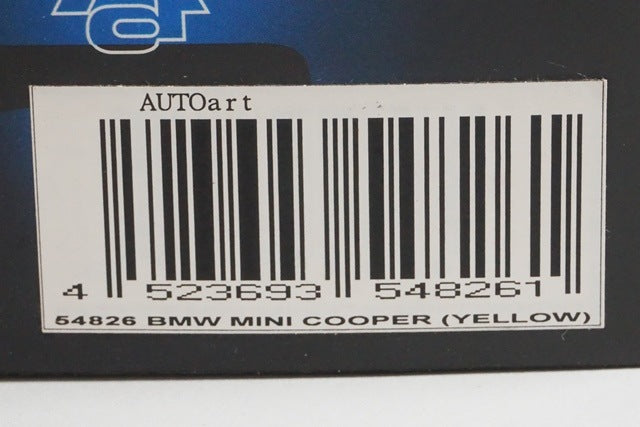 AUTOart
4 523693 548261
54826 BMW MINI COOPER (YELLOW)